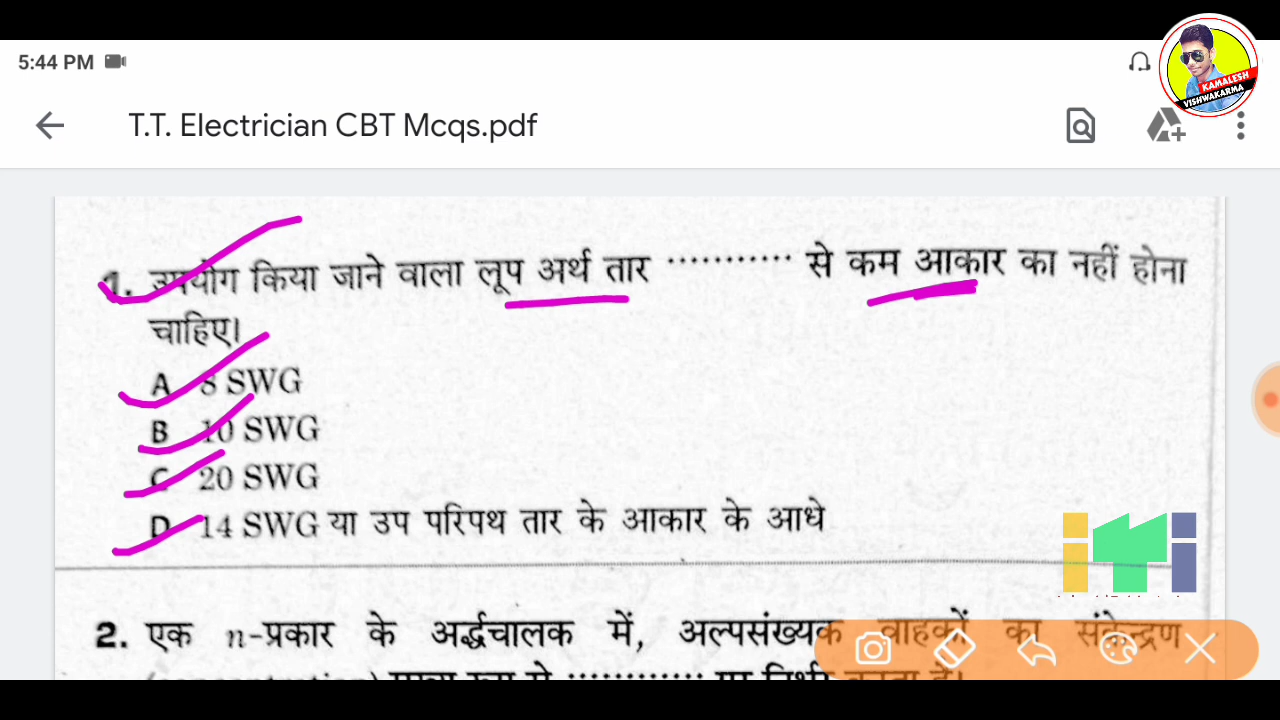 5:44 PM
KAMALESH
VISHWAKARMA
T.T. Electrician CBT Mcqs.pdf
1. उपयोग किया जाने वाला लूप अर्थ तार ············ से कम आकार का नहीं होना
चाहिए।
A 8 SWG
B 10 SWG
C 20 SWG
D 14 SWG या उप परिपथ तार के आकार के आधे
2. एक n-प्रकार के अर्द्धचालक में, अल्पसंख्यक वाहकों का संकेन्द्रण